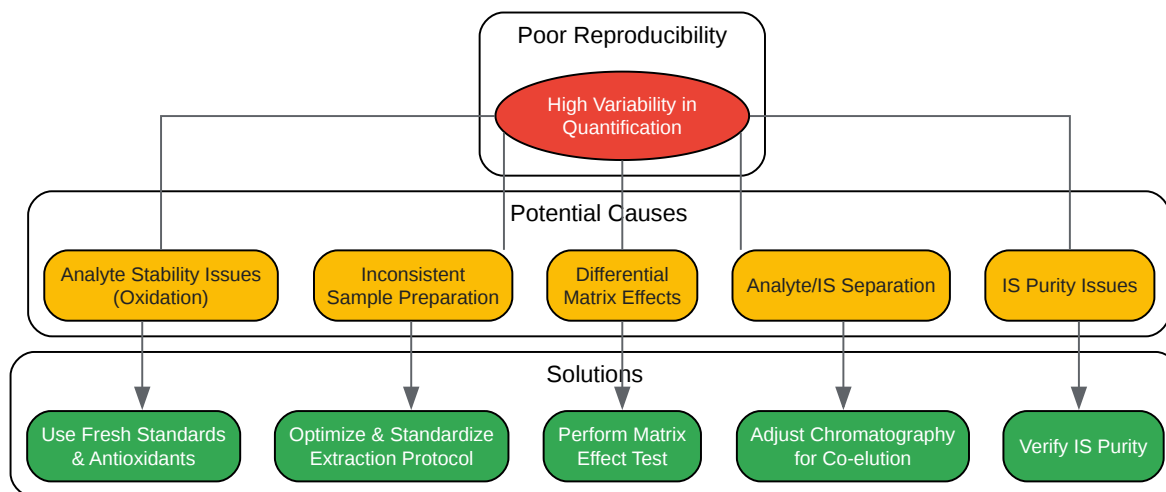 Poor Reproducibility
High Variability in
Quantification
Potential Causes
Analyte Stability Issues
(Oxidation)
Inconsistent
Sample Preparation
Differential
Matrix Effects
Analyte/IS Separation
IS Purity Issues
Solutions
Use Fresh Standards
& Antioxidants
Optimize & Standardize
Extraction Protocol
Perform Matrix
Effect Test
Adjust Chromatography
for Co-elution
Verify IS Purity